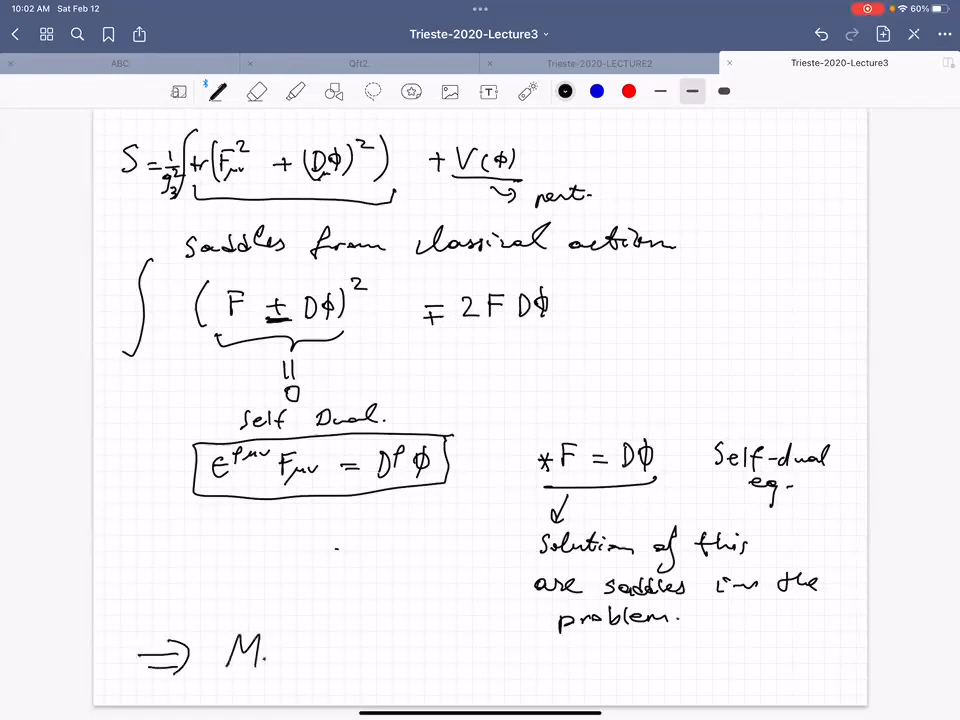 10:02 AM Sat Feb 12
60%
Trieste-2020-Lecture3
ABC
Qft2.
Trieste-2020-LECTURE2
Trieste-2020-Lecture3
S = 1/g₃² ∫ tr(F_μν² + (D_μφ)²) + V(φ)
↝ pert.
saddles from classical action
∫ (F ± Dφ)² ∓ 2 F Dφ
||
0
Self Dual.
ε^ρμν F_μν = D^ρ φ
*F = Dφ Self-dual eq.
Solution of this
are saddles in the
problem.
⇒ M.